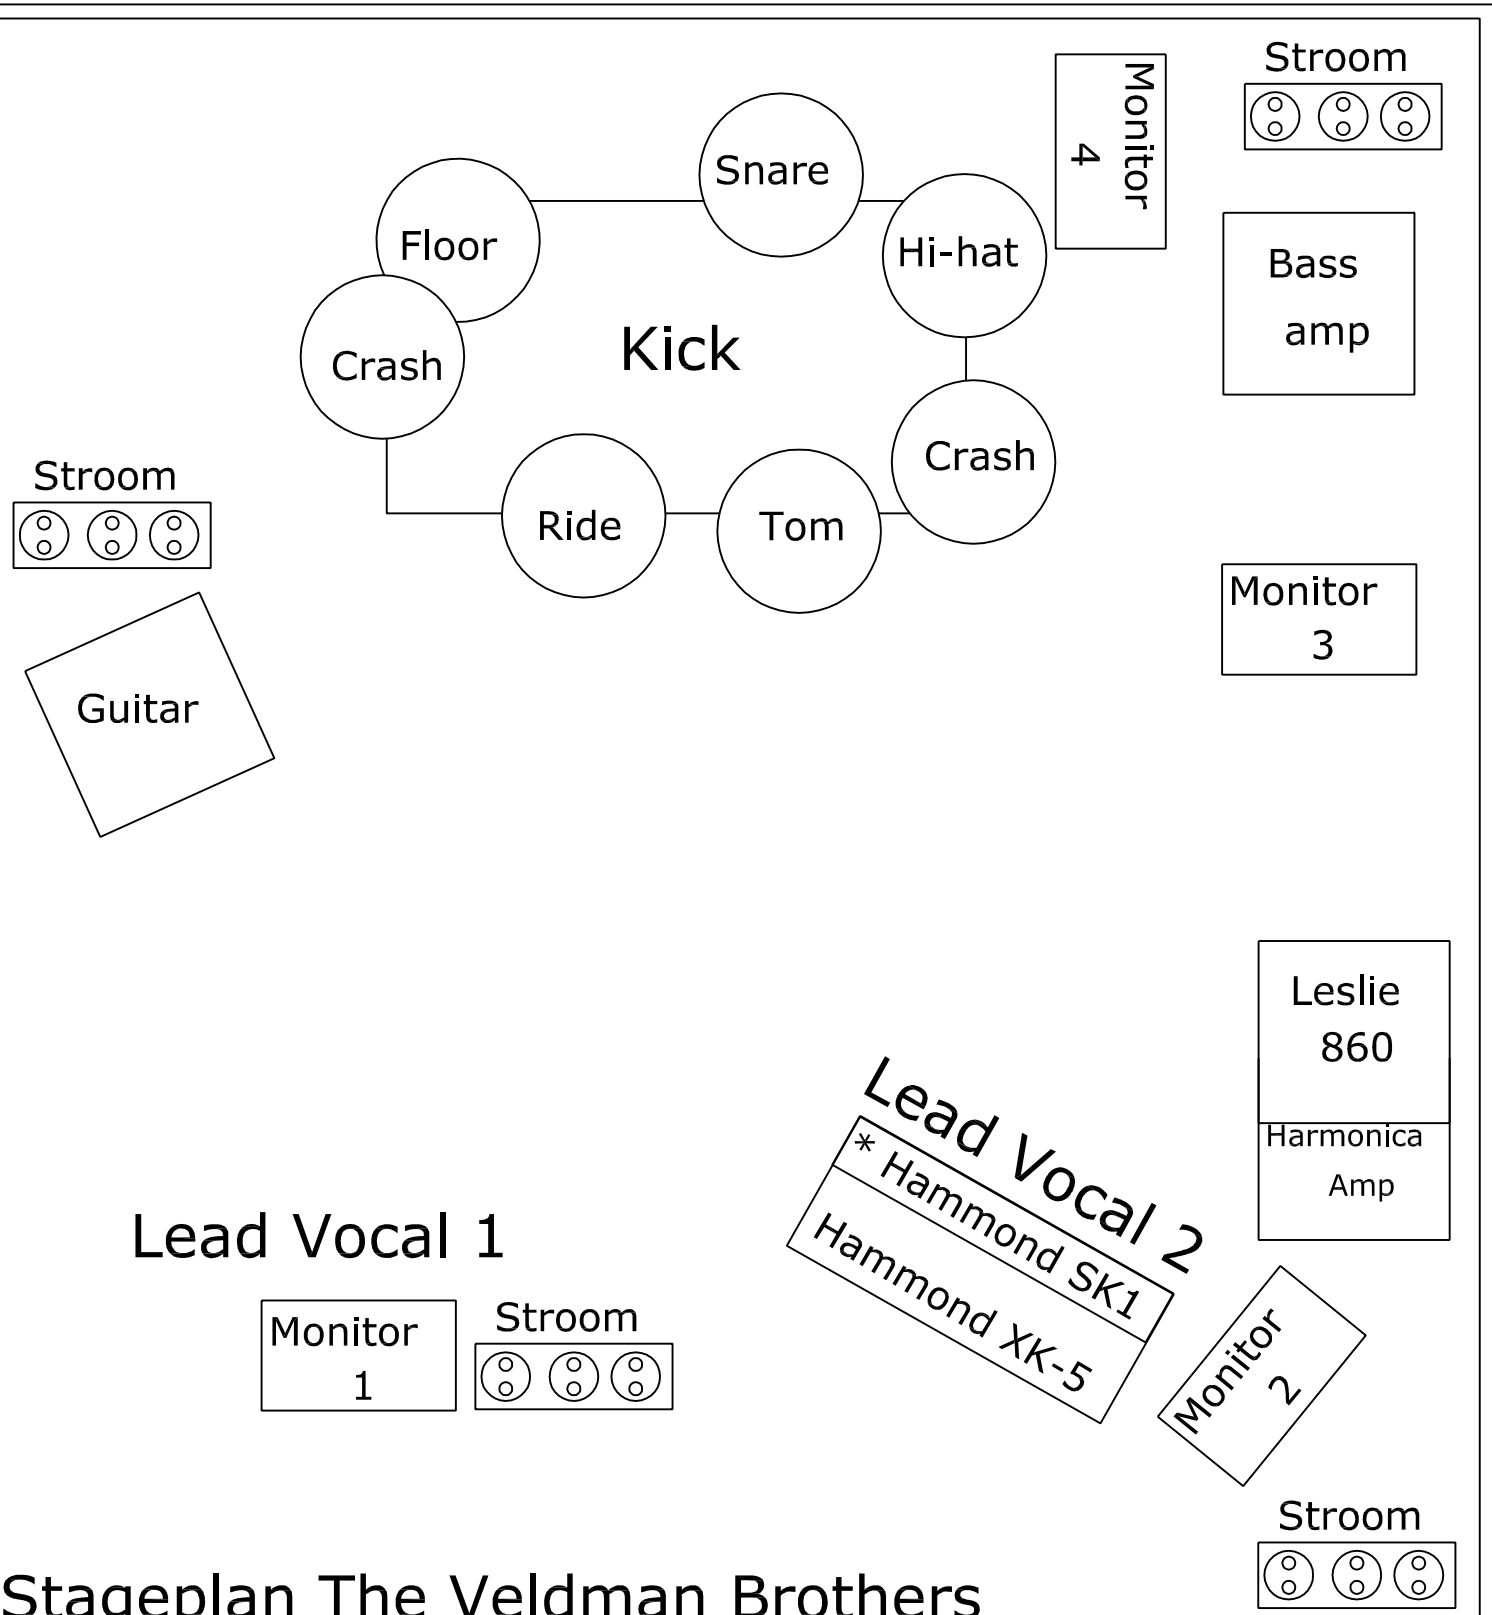 Stroom
Monitor
4
Snare
Floor
Hi-hat
Bass
amp
Kick
Crash
Crash
Stroom
Ride
Tom
Monitor
3
Guitar
Leslie
860
Harmonica
Amp
Lead Vocal 2
* Hammond SK1
Hammond XK-5
Lead Vocal 1
Monitor
1
Stroom
Monitor
2
Stroom
Stageplan The Veldman Brothers